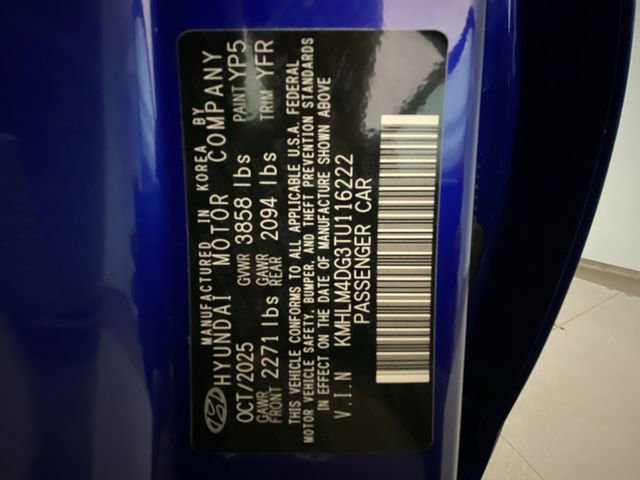 MANUFACTURED IN KOREA BY
HYUNDAI MOTOR COMPANY
OCT/2025 GVWR 3858 lbs PAINT YP5
GAWR FRONT 2271 lbs GAWR REAR 2094 lbs TRIM YFR
THIS VEHICLE CONFORMS TO ALL APPLICABLE U.S.A. FEDERAL
MOTOR VEHICLE SAFETY, BUMPER, AND THEFT PREVENTION STANDARDS
IN EFFECT ON THE DATE OF MANUFACTURE SHOWN ABOVE
V.I.N KMHLM4DG3TU116222
PASSENGER CAR